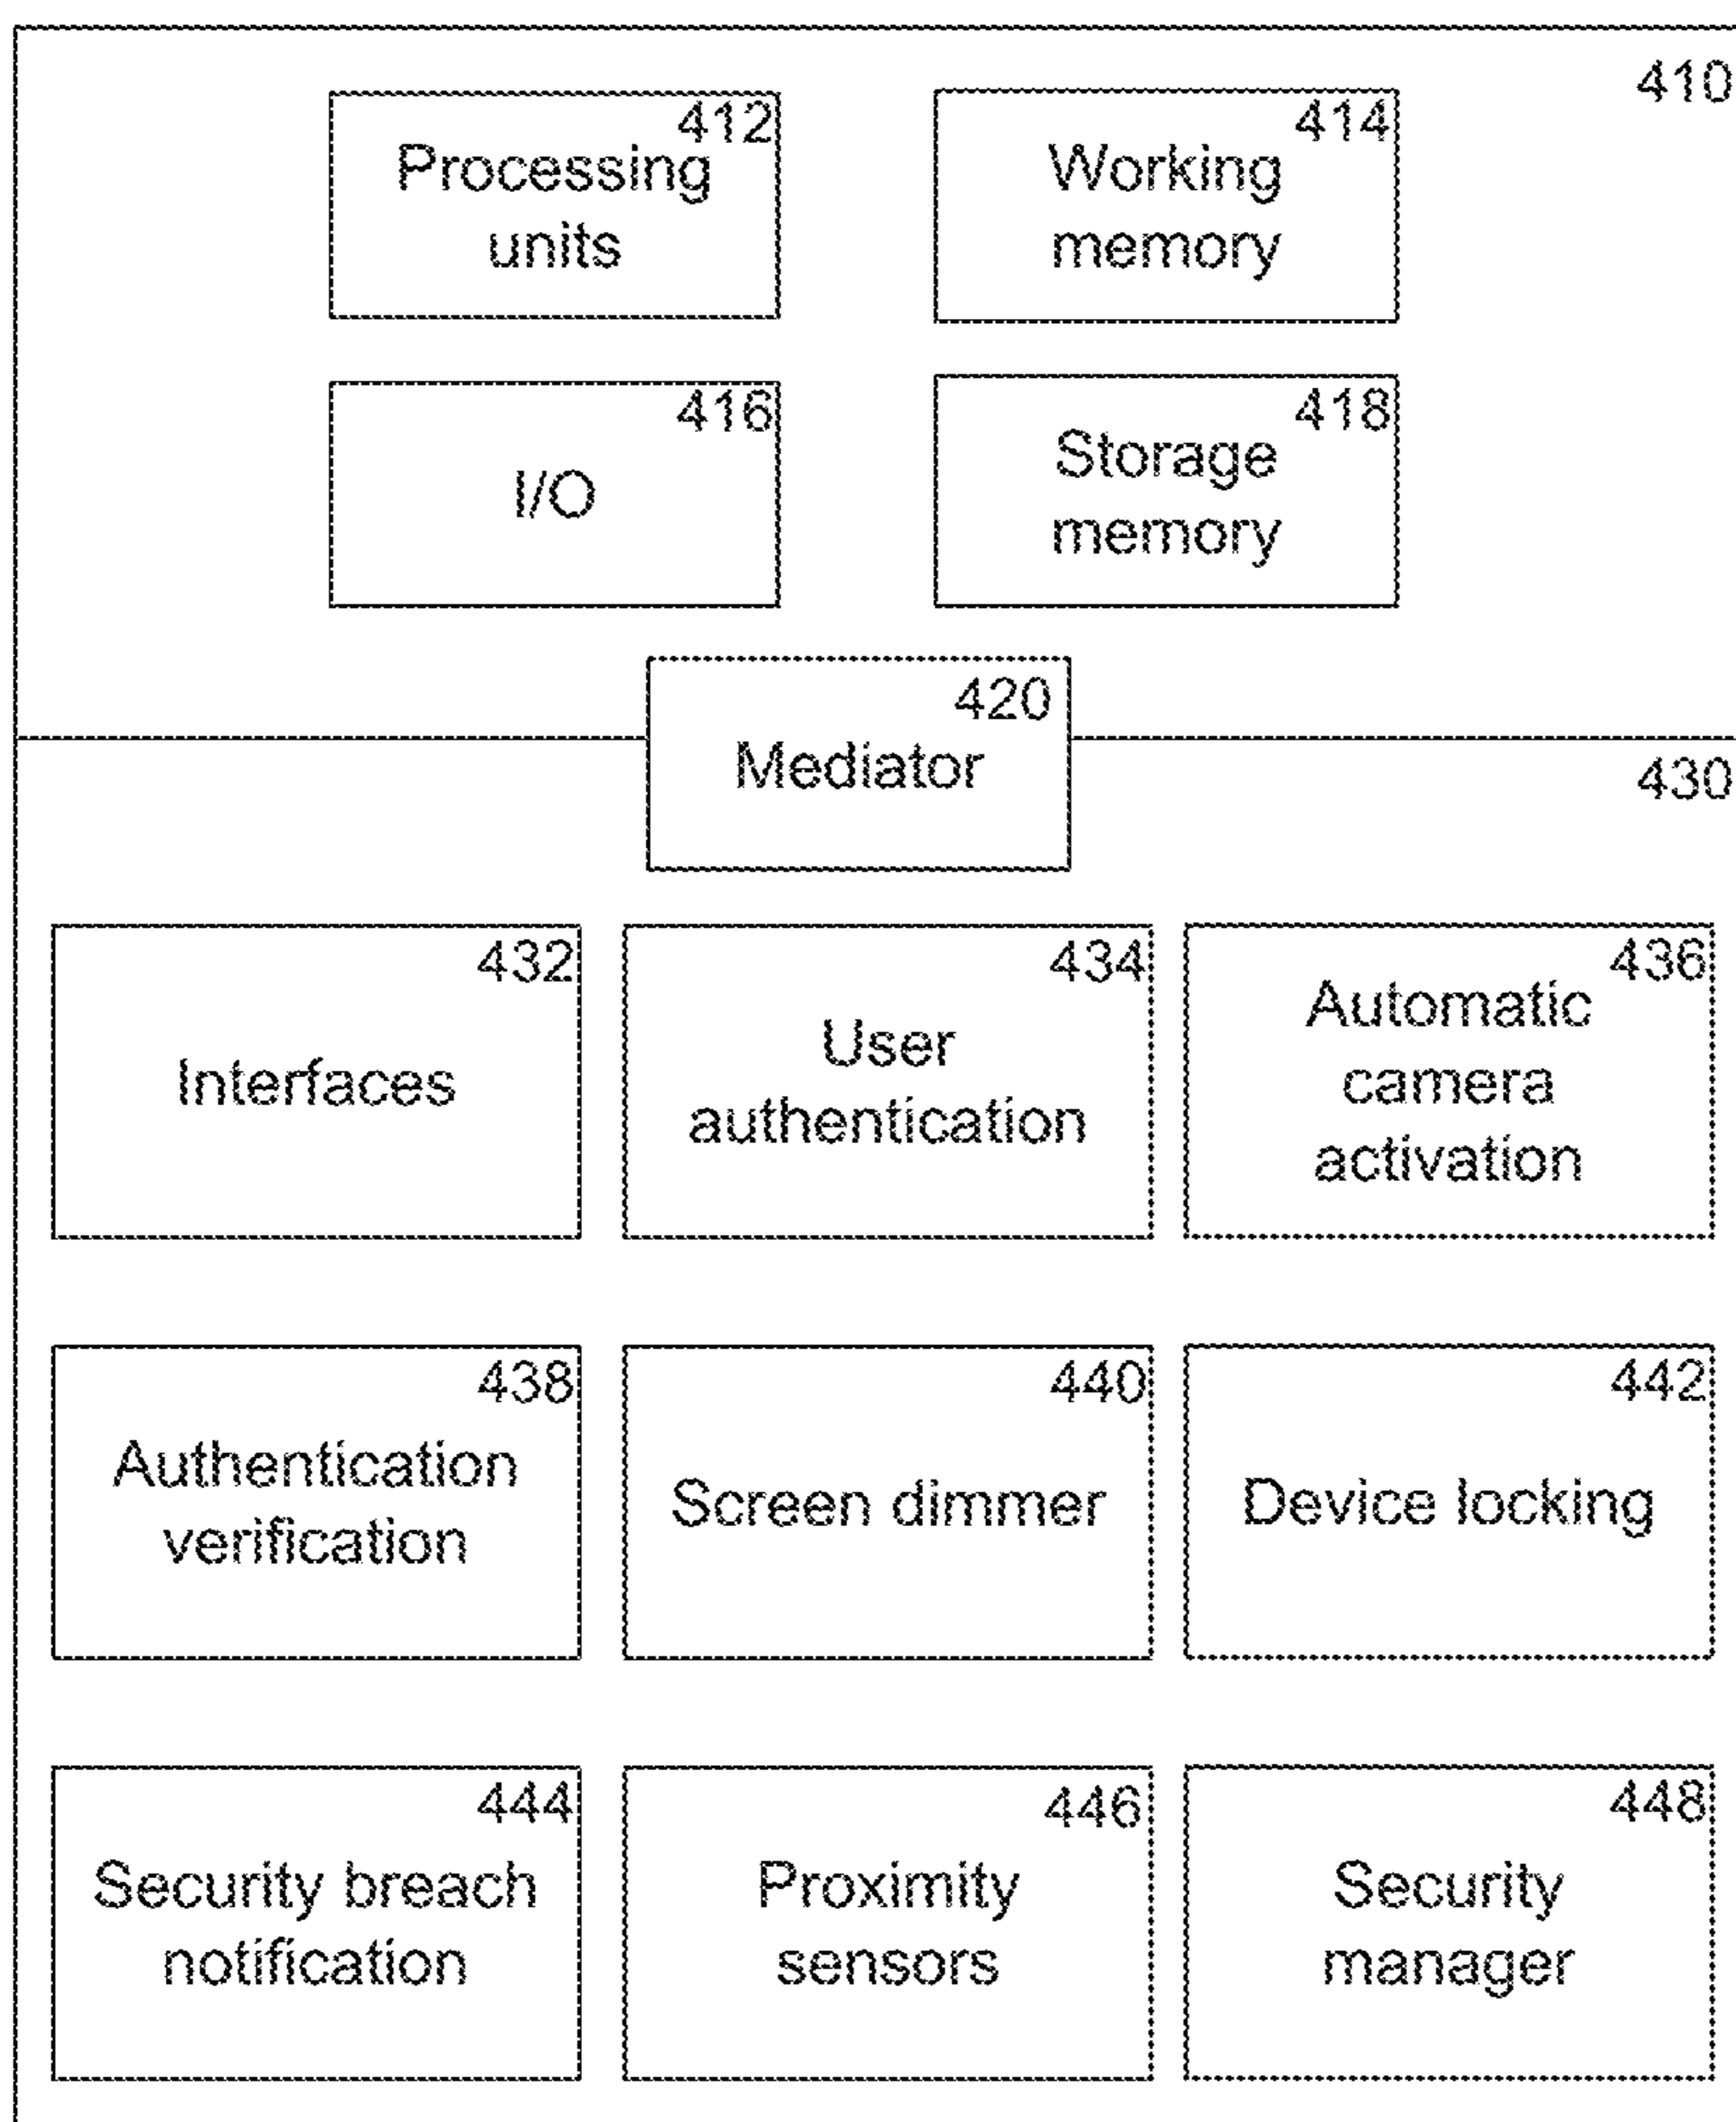 410
412
Processing
units
414
Working
memory
416
I/O
418
Storage
memory
420
Mediator
430
432
Interfaces
434
User
authentication
436
Automatic
camera
activation
438
Authentication
verification
440
Screen dimmer
442
Device locking
444
Security breach
notification
446
Proximity
sensors
448
Security
manager